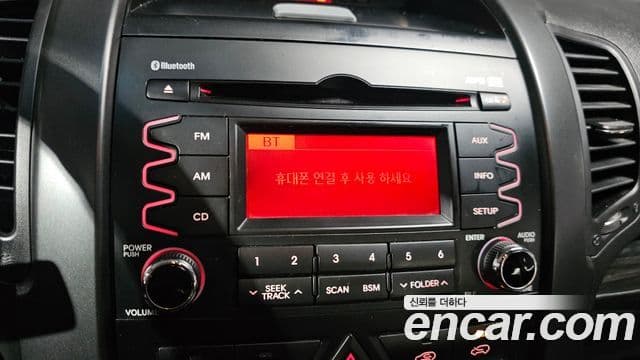 Bluetooth
FM
AM
CD
BT
휴대폰 연결 후 사용 하세요
AUX
INFO
SETUP
POWER
PUSH
VOLUME
1 2 3 4 5 6
SEEK
TRACK
SCAN BSM
FOLDER
ENTER
AUDIO
PUSH
신뢰를 더하다
encar.com